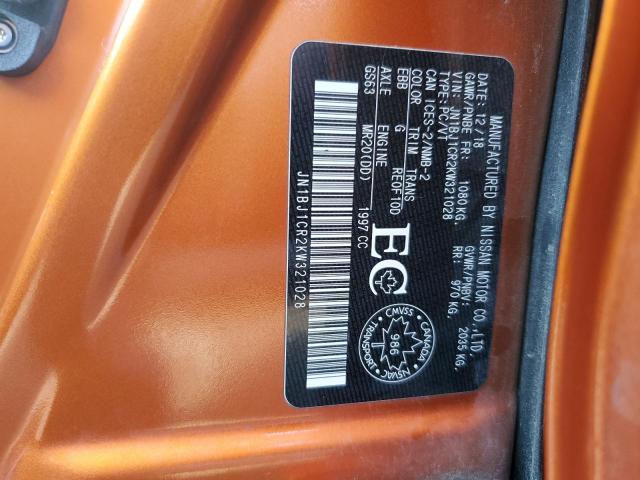 MANUFACTURED BY NISSAN MOTOR CO.,LTD.
DATE: 12/18 GVWR/PNBV: 2035 KG.
GAWR/PNBE FR: 1080 KG. RR: 970 KG.
VIN: JN1BJ1CR2KW321028
TYPE: PC/VT
CAN ICES-2/NMB-2
COLOR TRIM TRANS
EBB G RE0F10D
AXLE ENGINE
GS63 MR20(DD) 1997 CC
JN1BJ1CR2KW321028
EC
CANADA
CMVSS
986
NSVAC
TRANSPORT